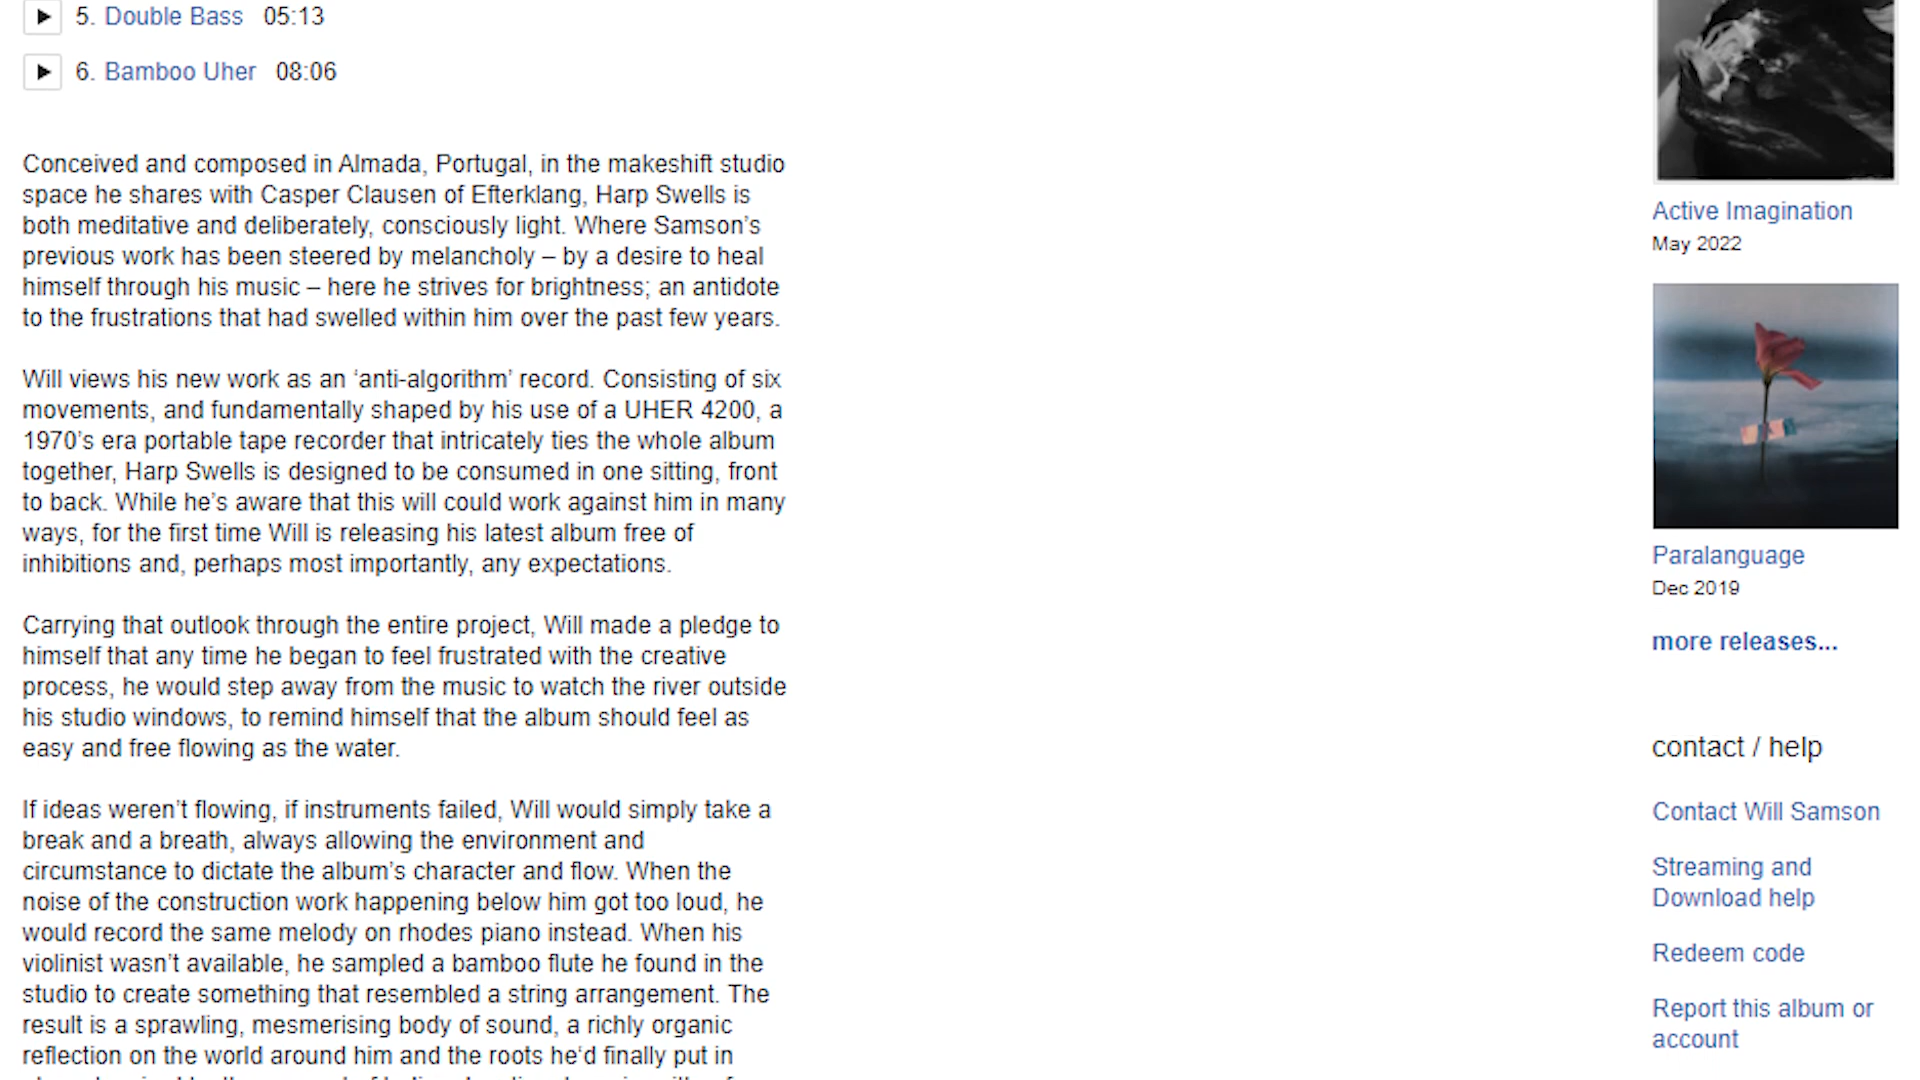 5. Double Bass 05:13
6. Bamboo Uher 08:06
Conceived and composed in Almada, Portugal, in the makeshift studio
space he shares with Casper Clausen of Efterklang, Harp Swells is
both meditative and deliberately, consciously light. Where Samson’s
previous work has been steered by melancholy – by a desire to heal
himself through his music – here he strives for brightness; an antidote
to the frustrations that had swelled within him over the past few years.
Will views his new work as an ‘anti-algorithm’ record. Consisting of six
movements, and fundamentally shaped by his use of a UHER 4200, a
1970’s era portable tape recorder that intricately ties the whole album
together, Harp Swells is designed to be consumed in one sitting, front
to back. While he’s aware that this will could work against him in many
ways, for the first time Will is releasing his latest album free of
inhibitions and, perhaps most importantly, any expectations.
Carrying that outlook through the entire project, Will made a pledge to
himself that any time he began to feel frustrated with the creative
process, he would step away from the music to watch the river outside
his studio windows, to remind himself that the album should feel as
easy and free flowing as the water.
If ideas weren’t flowing, if instruments failed, Will would simply take a
break and a breath, always allowing the environment and
circumstance to dictate the album’s character and flow. When the
noise of the construction work happening below him got too loud, he
would record the same melody on rhodes piano instead. When his
violinist wasn’t available, he sampled a bamboo flute he found in the
studio to create something that resembled a string arrangement. The
result is a sprawling, mesmerising body of sound, a richly organic
reflection on the world around him and the roots he‘d finally put in
Active Imagination
May 2022
Paralanguage
Dec 2019
more releases...
contact / help
Contact Will Samson
Streaming and
Download help
Redeem code
Report this album or
account